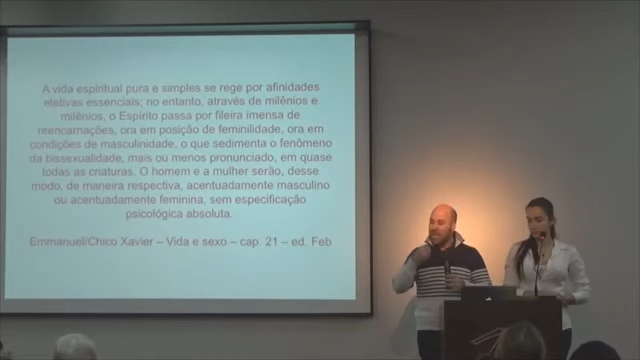 A vida espiritual pura e simples se rege por afinidades
eletivas essenciais; no entanto, através de milênios e
milênios, o Espírito passa por fileira imensa de
reencarnações, ora em posição de feminilidade, ora em
condições de masculinidade, o que sedimenta o fenômeno
da bissexualidade, mais ou menos pronunciado, em quase
todas as criaturas. O homem e a mulher serão, desse
modo, de maneira respectiva, acentuadamente masculino
ou acentuadamente feminina, sem especificação
psicológica absoluta.
Emmanuel/Chico Xavier – Vida e sexo – cap. 21 – ed. Feb